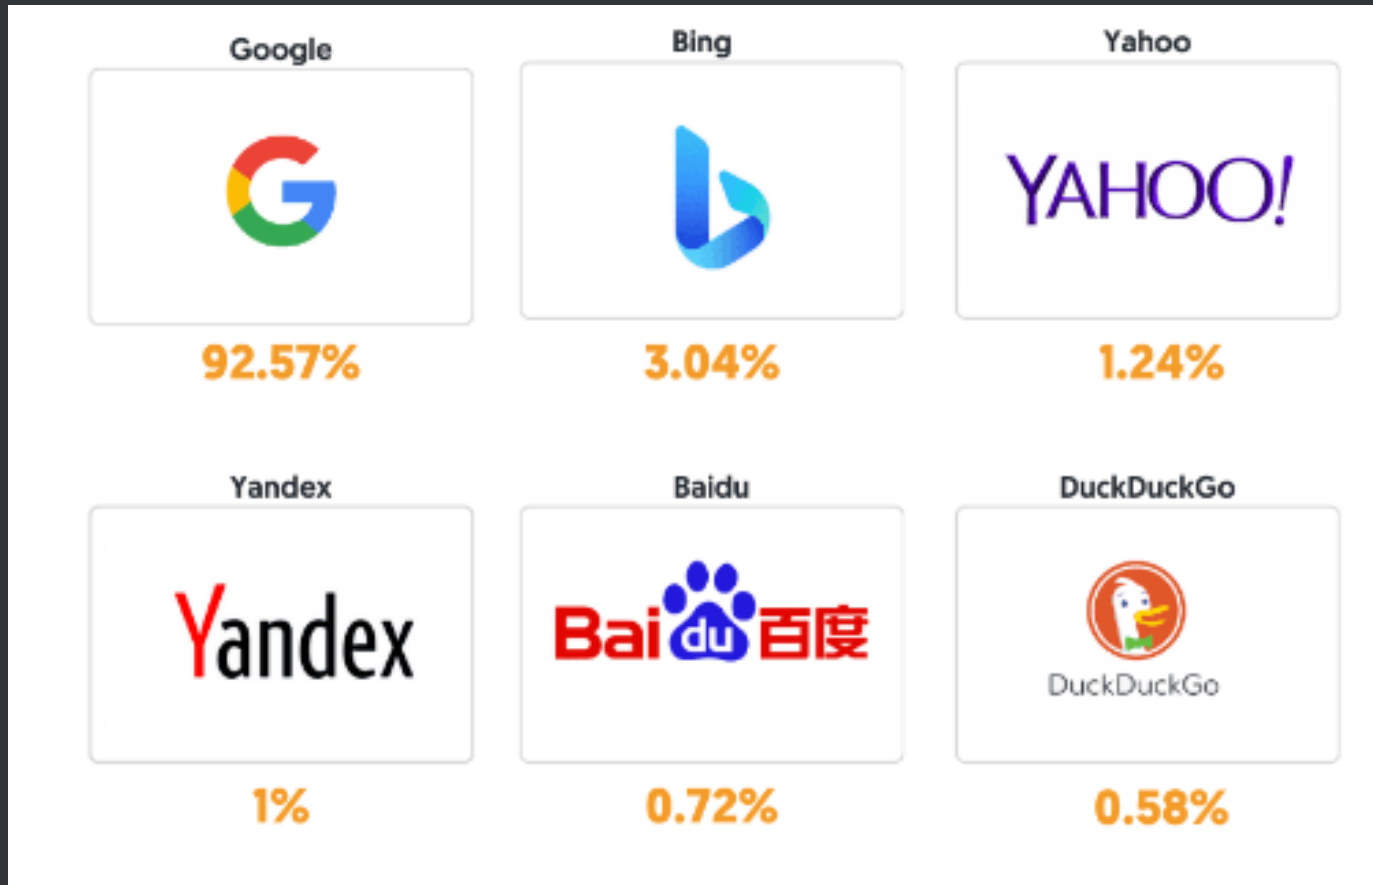 Google
Bing
Yahoo
G
b
YAHOO!
92.57%
3.04%
1.24%
Yandex
Baidu
DuckDuckGo
Yandex
Bai du 百度
DuckDuckGo
1%
0.72%
0.58%